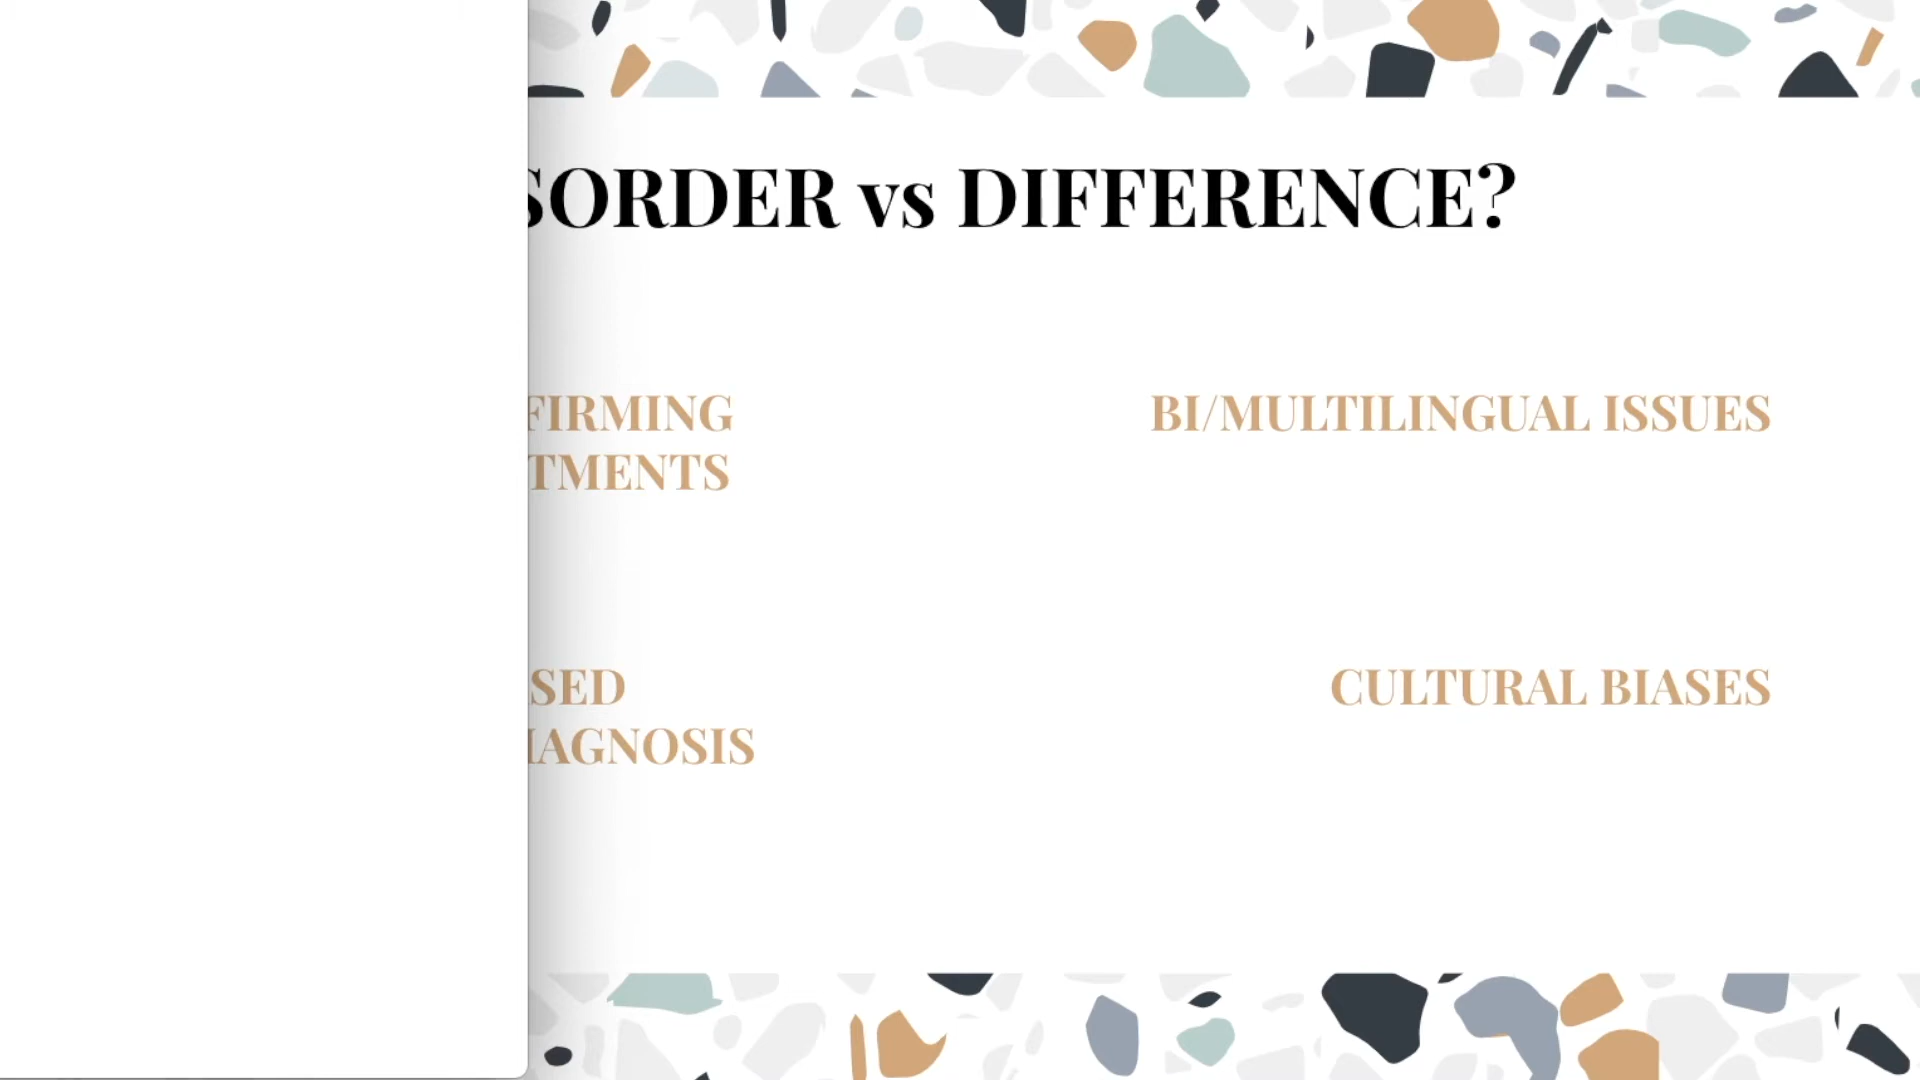 SORDER vs DIFFERENCE?
FIRMING
TMENTS
BI/MULTILINGUAL ISSUES
SED
IAGNOSIS
CULTURAL BIASES